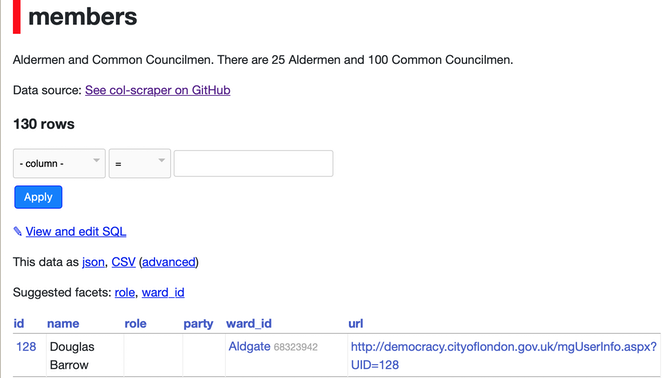 members
Aldermen and Common Councilmen. There are 25 Aldermen and 100 Common Councilmen.
Data source: See col-scraper on GitHub
130 rows
- column - =
Apply
✎ View and edit SQL
This data as json, CSV (advanced)
Suggested facets: role, ward_id
id name role party ward_id url
128 Douglas Aldgate 68323942 http://democracy.cityoflondon.gov.uk/mgUserInfo.aspx?
Barrow UID=128